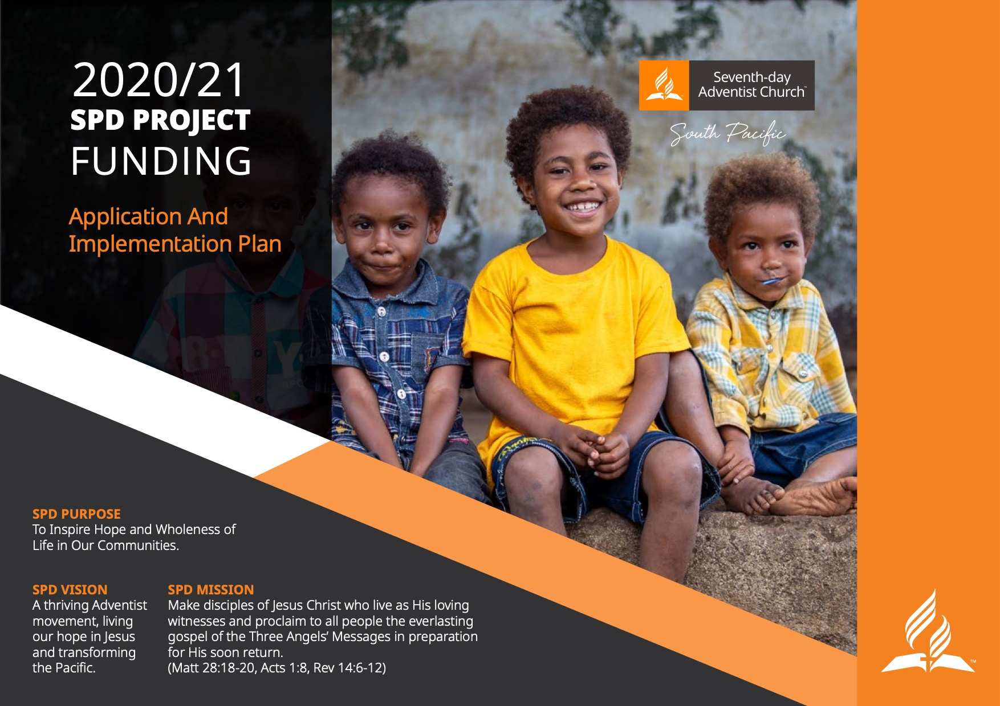 2020/21
SPD PROJECT
FUNDING
Application And
Implementation Plan
Seventh-day
Adventist Church™
South Pacific
SPD PURPOSE
To Inspire Hope and Wholeness of
Life in Our Communities.
SPD VISION
A thriving Adventist
movement, living
our hope in Jesus
and transforming
the Pacific.
SPD MISSION
Make disciples of Jesus Christ who live as His loving
witnesses and proclaim to all people the everlasting
gospel of the Three Angels’ Messages in preparation
for His soon return.
(Matt 28:18-20, Acts 1:8, Rev 14:6-12)
™